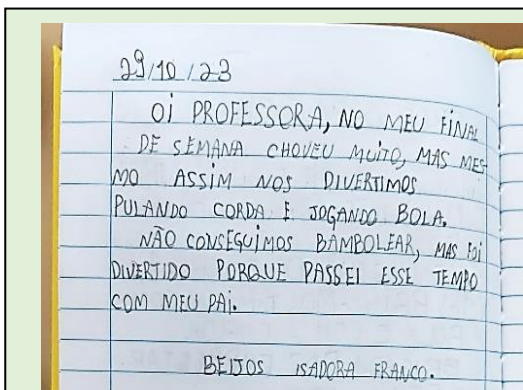 29/10/23
OI PROFESSORA, NO MEU FINAL
DE SEMANA CHOVEU MUITO, MAS MES-
MO ASSIM NOS DIVERTIMOS
PULANDO CORDA E JOGANDO BOLA.
NÃO CONSEGUIMOS BAMBOLEAR, MAS FOI
DIVERTIDO PORQUE PASSEI ESSE TEMPO
COM MEU PAI.
BEIJOS ISADORA FRANCO.